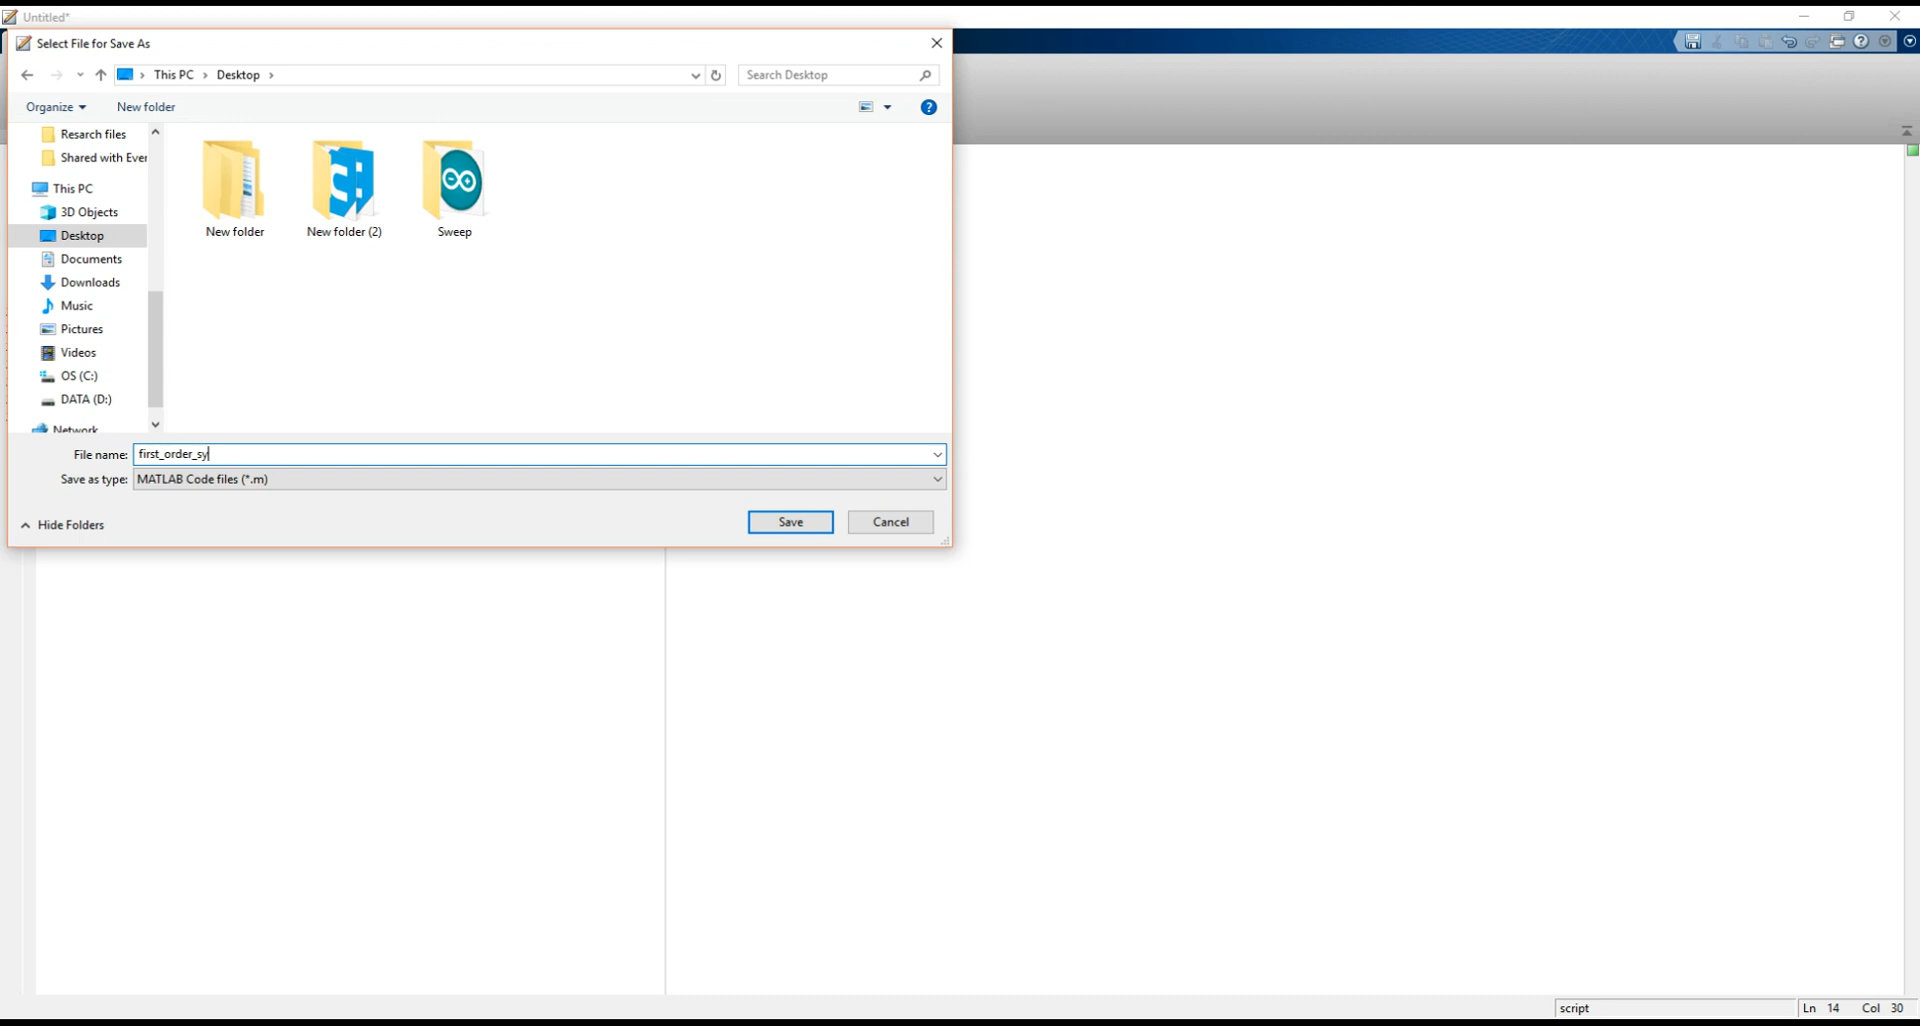 Untitled*
Select File for Save As
This PC > Desktop >
Search Desktop
Organize
New folder
Resarch files
Shared with Ever
This PC
3D Objects
Desktop
Documents
Downloads
Music
Pictures
Videos
OS (C:)
DATA (D:)
Network
New folder
New folder (2)
Sweep
File name: first_order_sy
Save as type: MATLAB Code files (*.m)
Hide Folders
Save
Cancel
script
Ln 14 Col 30